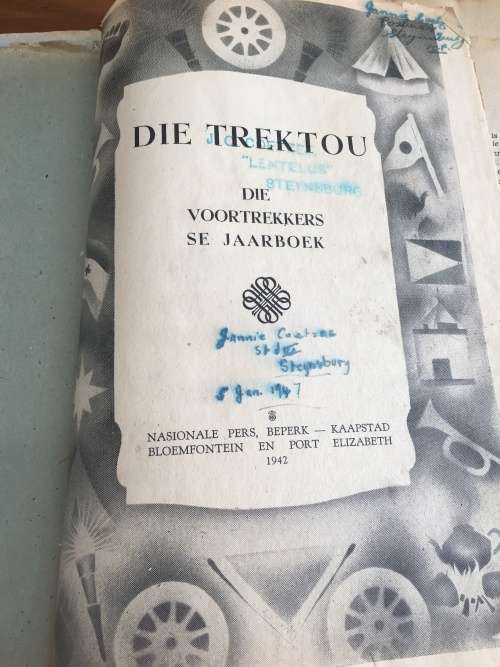 DIE TREKTOU
"LENTELUS"
STEYNSBURG
DIE
VOORTREKKERS
SE JAARBOEK
Jannie Coetzee
Std
Steynsburg
5 Jan. 1947
NASIONALE PERS, BEPERK — KAAPSTAD
BLOEMFONTEIN EN PORT ELIZABETH
1942